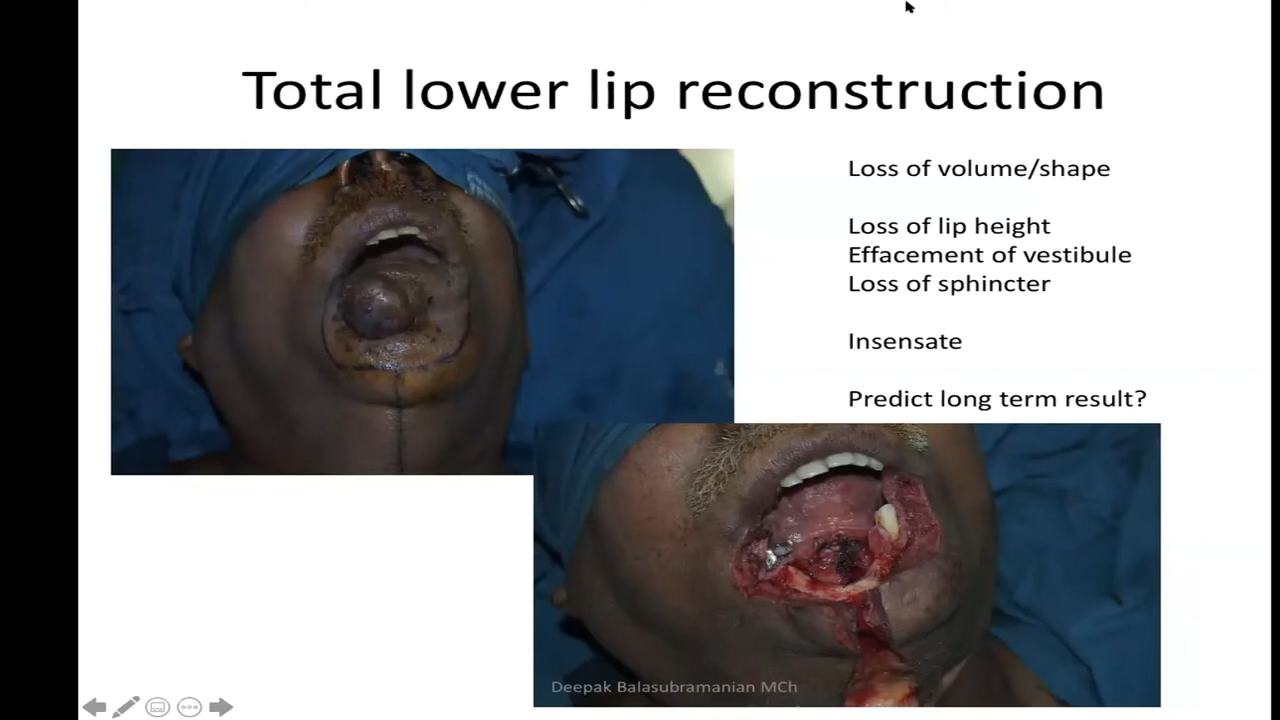 Total lower lip reconstruction
Loss of volume/shape
Loss of lip height
Effacement of vestibule
Loss of sphincter
Insensate
Predict long term result?
Deepak Balasubramanian MCh